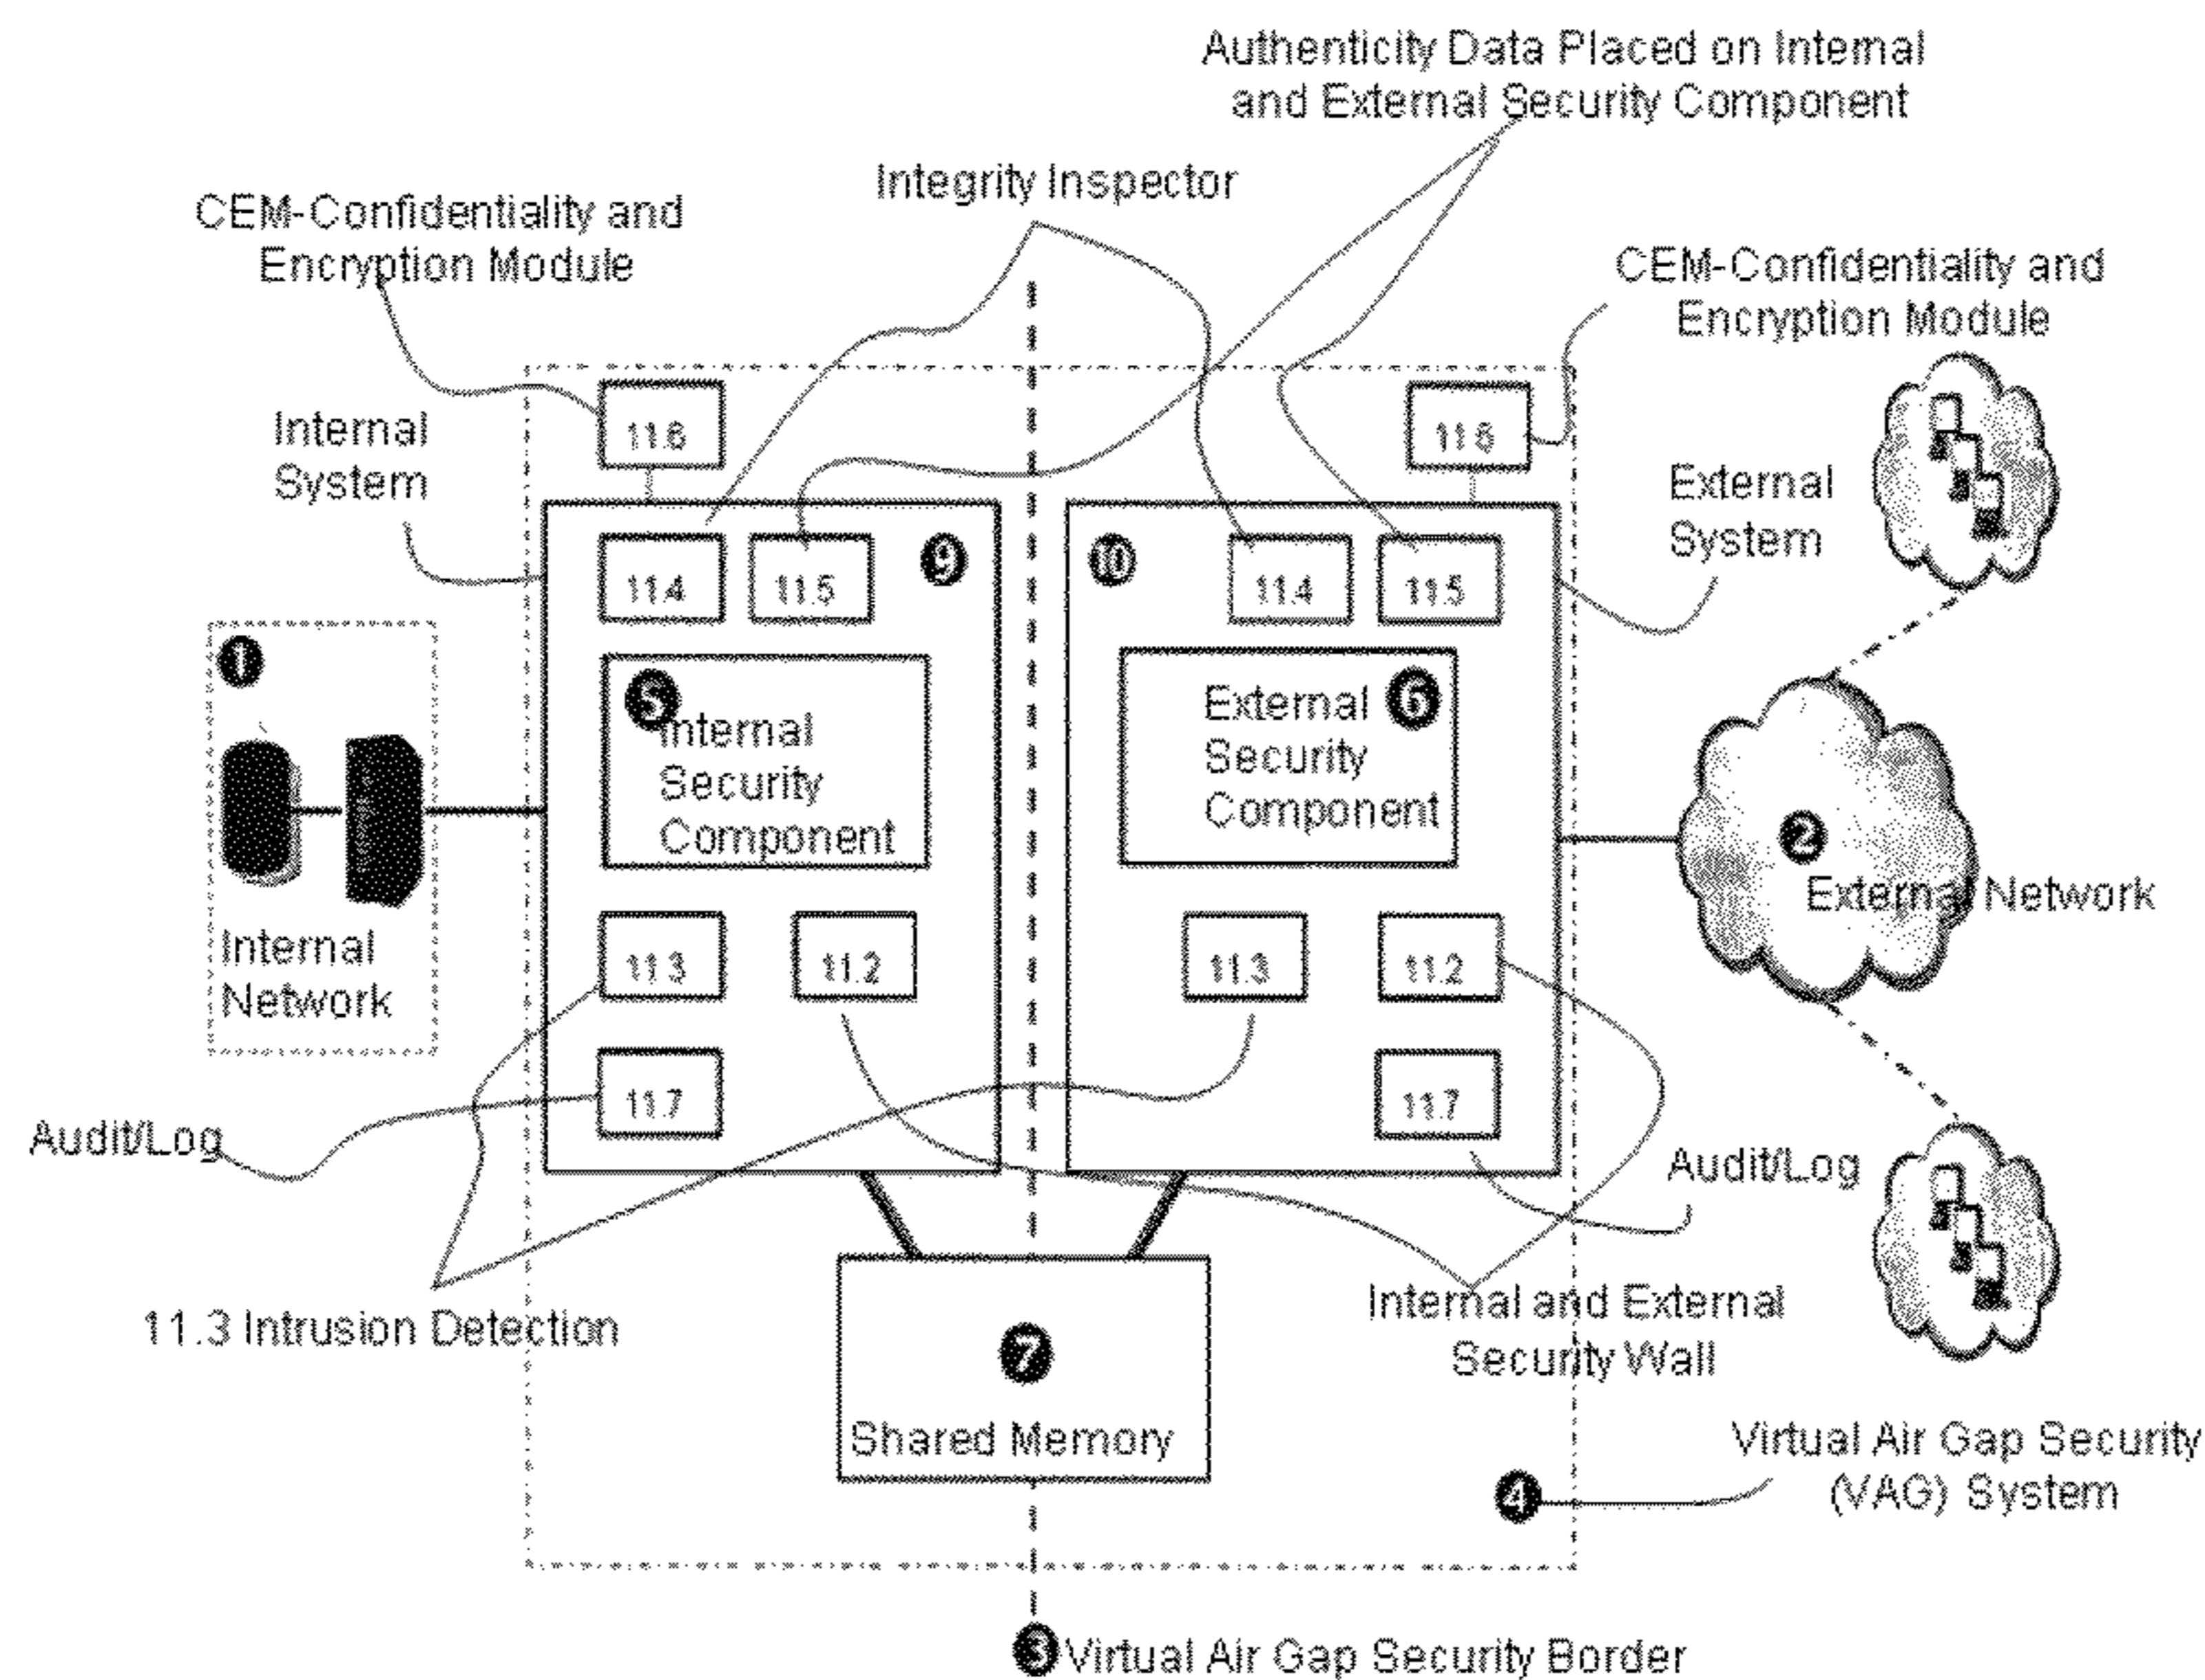 Authenticity Data Placed on Internal
and External Security Component
Integrity Inspector
CEM-Confidentiality and
Encryption Module
CEM-Confidentiality and
Encryption Module
Internal
System
11.6
11.6
External
System
11.4
11.5
9
10
11.4
11.5
1
5
Internal
Security
Component
External
Security
Component
6
2
External Network
Internal
Network
11.3
11.2
11.3
11.2
11.7
11.7
Audit/Log
Audit/Log
11.3 Intrusion Detection
Internal and External
Security Wall
7
Shared Memory
Virtual Air Gap Security
(VAG) System
4
3 Virtual Air Gap Security Border